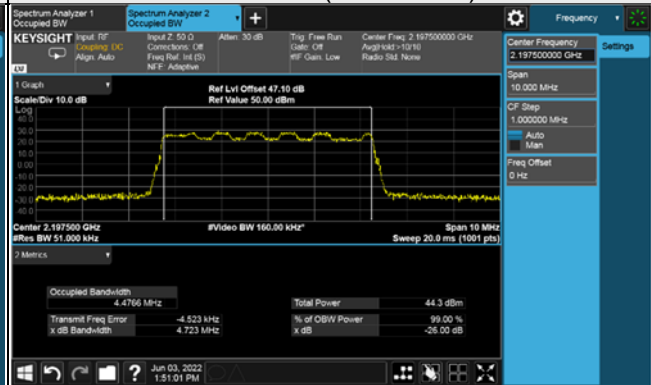 Spectrum Analyzer 1
Occupied BW
Spectrum Analyzer 2
Occupied BW
Frequency
KEYSIGHT
Input: RF
Coupling: DC
Align: Auto
Input Z: 50 Ω
Corrections: Off
Freq Ref: Int (S)
NFE: Adaptive
Atten: 30 dB
Trig: Free Run
Gate: Off
#IF Gain: Low
Center Freq: 2.197500000 GHz
Avg|Hold:>10/10
Radio Std: None
LXI
Center Frequency
2.197500000 GHz
Settings
Span
10.000 MHz
CF Step
1.000000 MHz
Auto
Man
Freq Offset
0 Hz
1 Graph
Scale/Div 10.0 dB
Ref Lvl Offset 47.10 dB
Ref Value 50.00 dBm
Log
40.0
30.0
20.0
10.0
0.00
-10.0
-20.0
-30.0
-40.0
Center 2.197500 GHz
#Res BW 51.000 kHz
#Video BW 160.00 kHz*
Span 10 MHz
Sweep 20.0 ms (1001 pts)
2 Metrics
Occupied Bandwidth
4.4766 MHz
Total Power 44.3 dBm
Transmit Freq Error -4.523 kHz
% of OBW Power 99.00 %
x dB Bandwidth 4.723 MHz
x dB -26.00 dB
?
Jun 03, 2022
1:51:01 PM